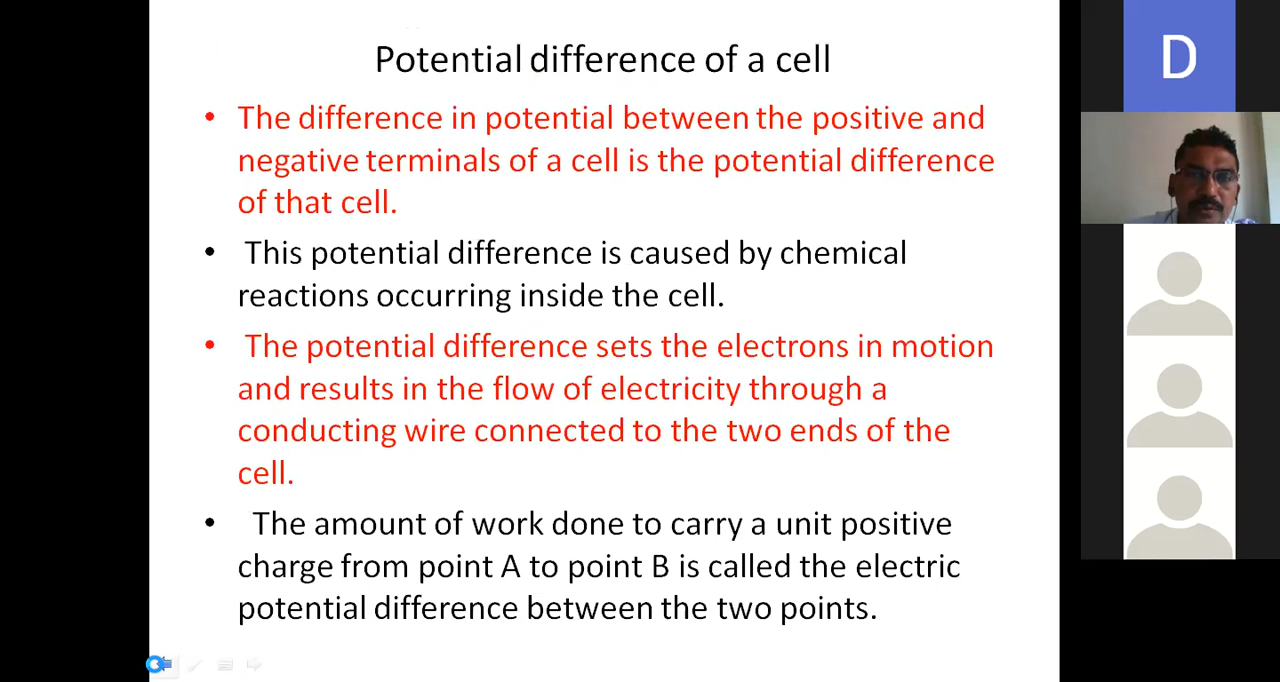 Potential difference of a cell
• The difference in potential between the positive and
negative terminals of a cell is the potential difference
of that cell.
• This potential difference is caused by chemical
reactions occurring inside the cell.
• The potential difference sets the electrons in motion
and results in the flow of electricity through a
conducting wire connected to the two ends of the
cell.
• The amount of work done to carry a unit positive
charge from point A to point B is called the electric
potential difference between the two points.
D